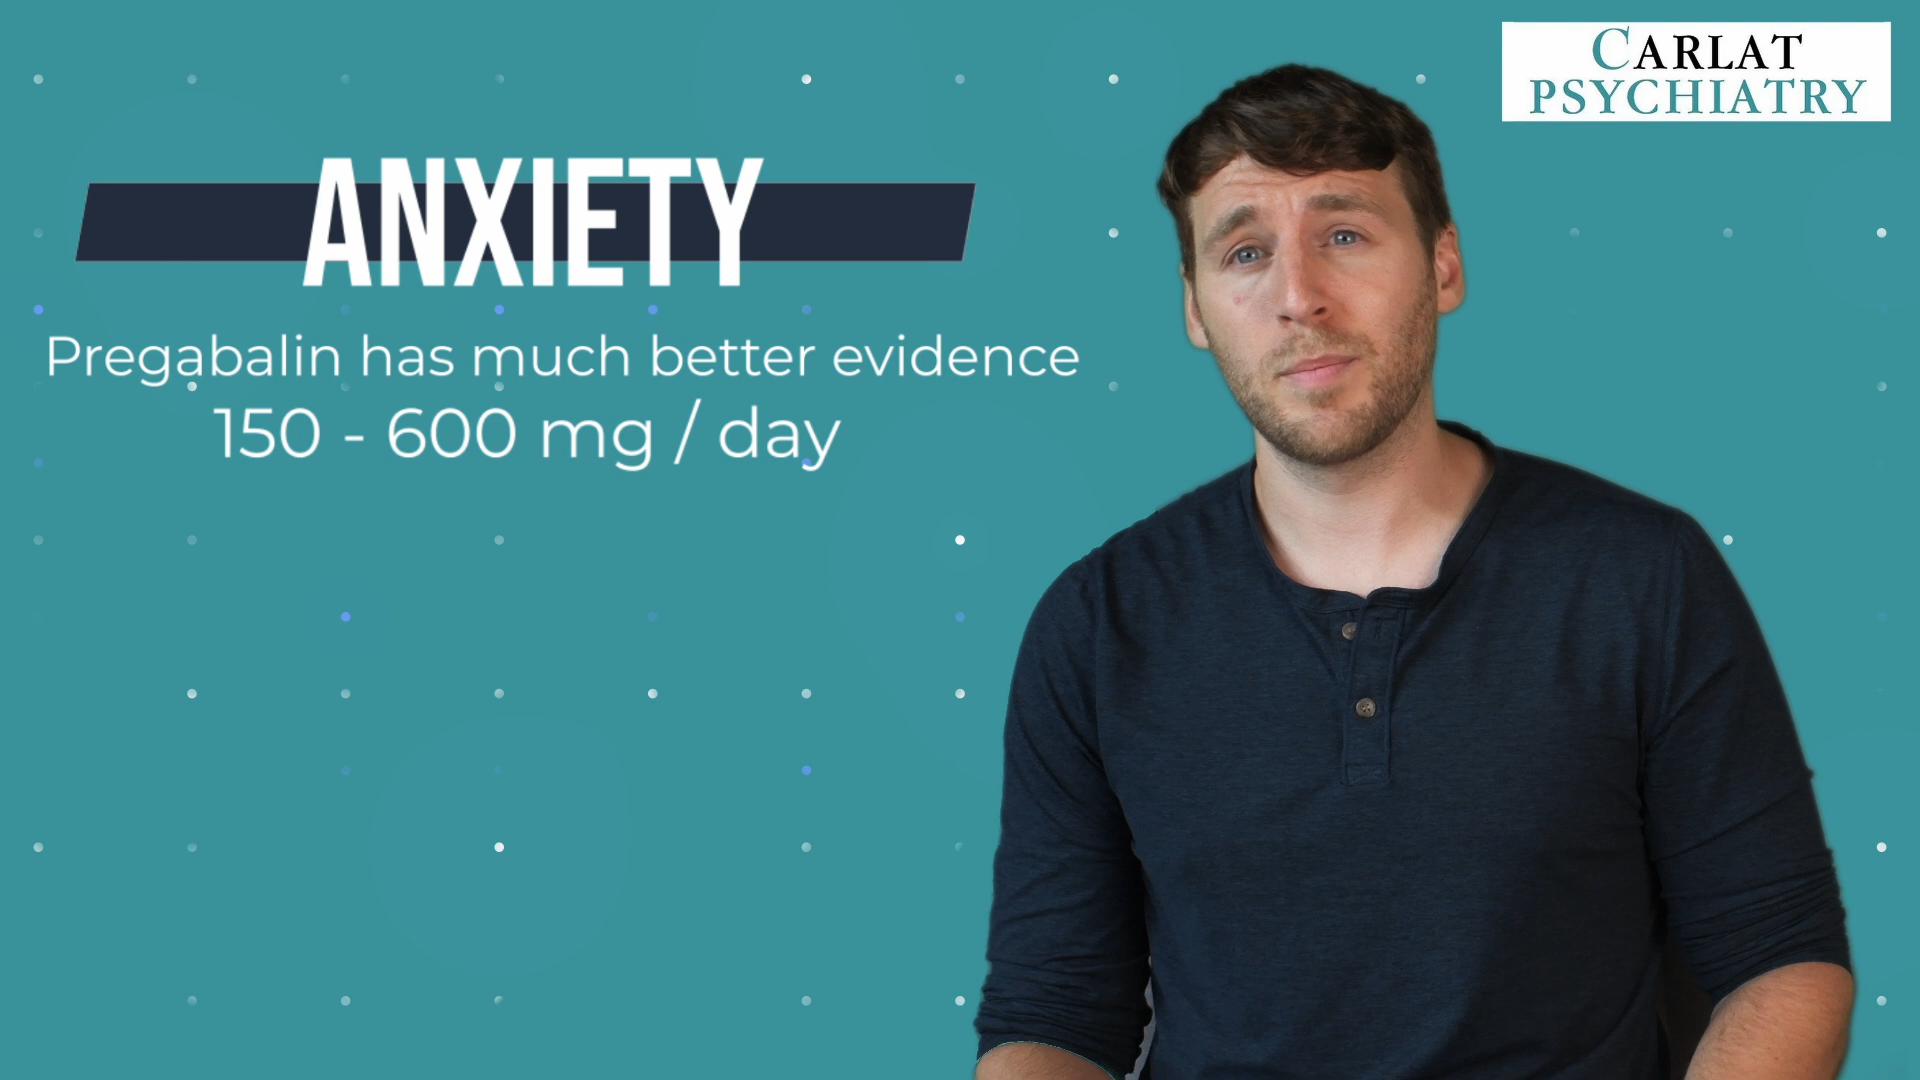 CARLAT
PSYCHIATRY
ANXIETY
Pregabalin has much better evidence
150 - 600 mg / day